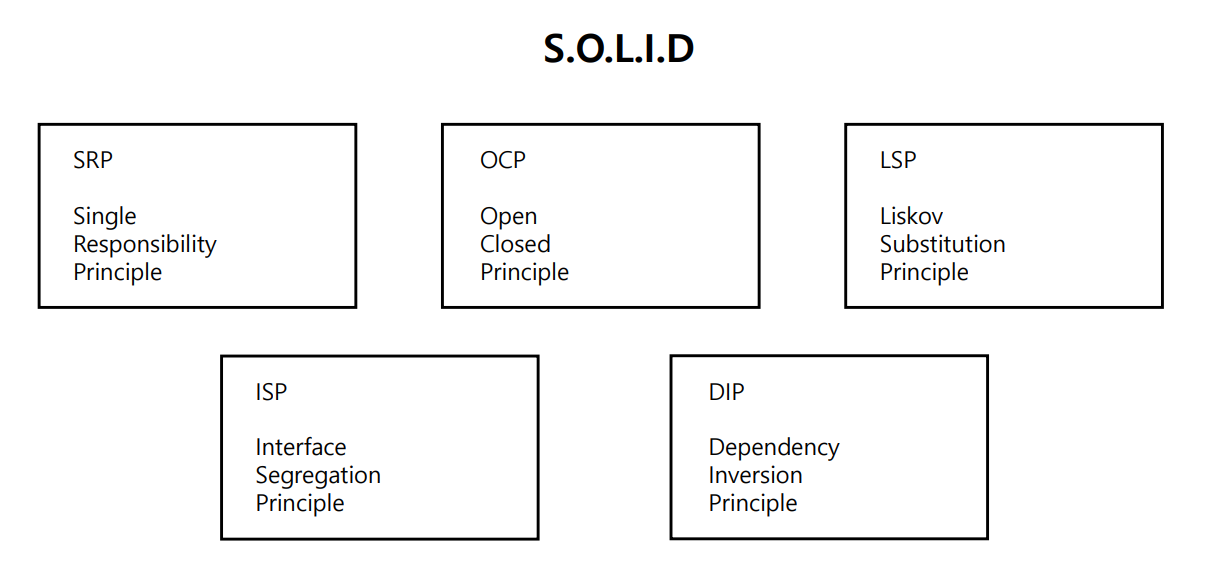 S.O.L.I.D
SRP
Single
Responsibility
Principle
OCP
Open
Closed
Principle
LSP
Liskov
Substitution
Principle
ISP
Interface
Segregation
Principle
DIP
Dependency
Inversion
Principle